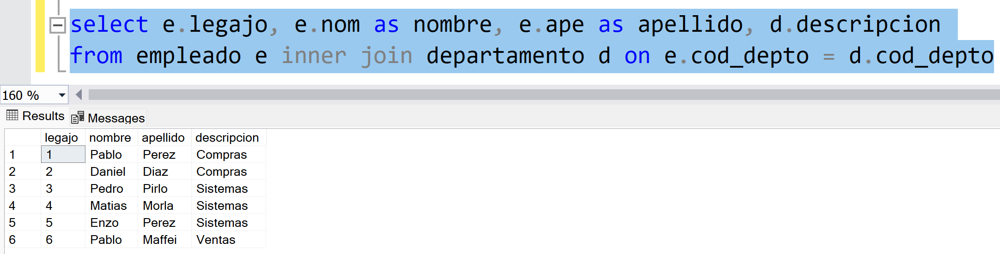 select e.legajo, e.nom as nombre, e.ape as apellido, d.descripcion
from empleado e inner join departamento d on e.cod_depto = d.cod_depto
160 %
Results Messages
legajo nombre apellido descripcion
1 1 Pablo Perez Compras
2 2 Daniel Diaz Compras
3 3 Pedro Pirlo Sistemas
4 4 Matias Morla Sistemas
5 5 Enzo Perez Sistemas
6 6 Pablo Maffei Ventas